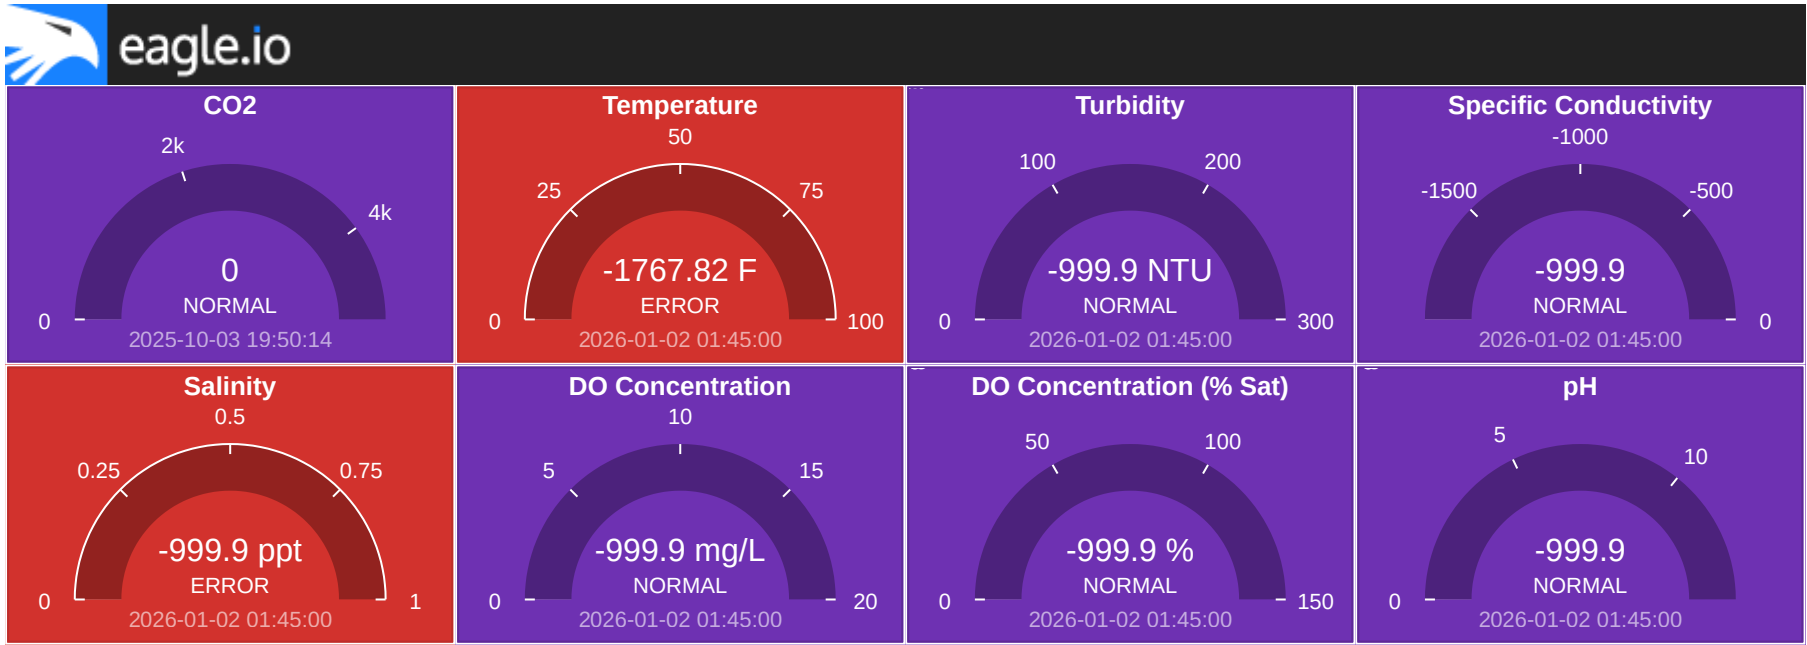 eagle.io
CO2
2k
4k
0
NORMAL
0
2025-10-03 19:50:14
Temperature
50
25
75
-1767.82 F
ERROR
0
100
2026-01-02 01:45:00
Turbidity
100
200
-999.9 NTU
NORMAL
0
300
2026-01-02 01:45:00
Specific Conductivity
-1000
-1500
-500
-999.9
NORMAL
0
2026-01-02 01:45:00
Salinity
0.5
0.25
0.75
-999.9 ppt
ERROR
0
1
2026-01-02 01:45:00
DO Concentration
10
5
15
-999.9 mg/L
NORMAL
0
20
2026-01-02 01:45:00
DO Concentration (% Sat)
50
100
-999.9 %
NORMAL
0
150
2026-01-02 01:45:00
pH
5
10
-999.9
NORMAL
0
2026-01-02 01:45:00